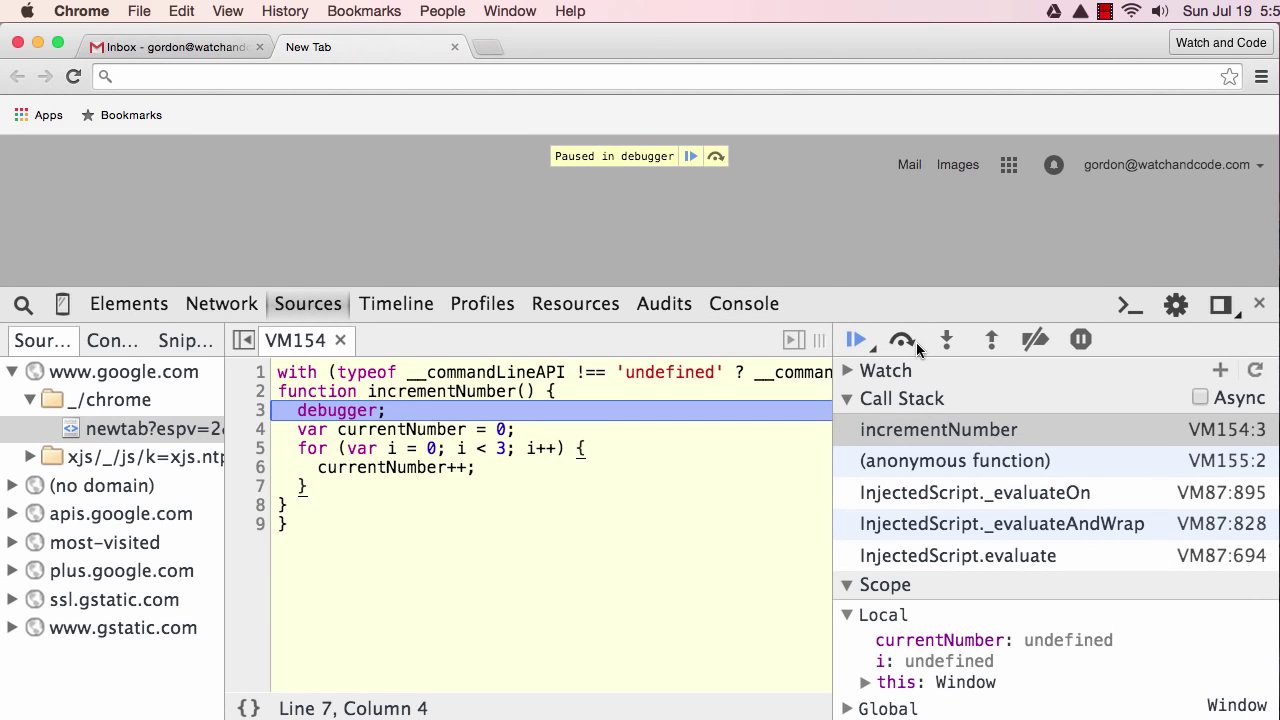 Chrome File Edit View History Bookmarks People Window Help Sun Jul 19 5:5
Inbox - gordon@watchand
New Tab
Watch and Code
Apps Bookmarks
Paused in debugger
Mail Images gordon@watchandcode.com
Elements Network Sources Timeline Profiles Resources Audits Console
Sour... Con... Snip...
www.google.com
_/chrome
newtab?espv=2
xjs/_/js/k=xjs.ntp
(no domain)
apis.google.com
most-visited
plus.google.com
ssl.gstatic.com
www.gstatic.com
VM154
1 with (typeof __commandLineAPI !== 'undefined' ? __comman
2 function incrementNumber() {
3 debugger;
4 var currentNumber = 0;
5 for (var i = 0; i < 3; i++) {
6 currentNumber++;
7 }
8 }
9 }
{} Line 7, Column 4
Watch
Call Stack Async
incrementNumber VM154:3
(anonymous function) VM155:2
InjectedScript._evaluateOn VM87:895
InjectedScript._evaluateAndWrap VM87:828
InjectedScript.evaluate VM87:694
Scope
Local
currentNumber: undefined
i: undefined
this: Window
Global Window